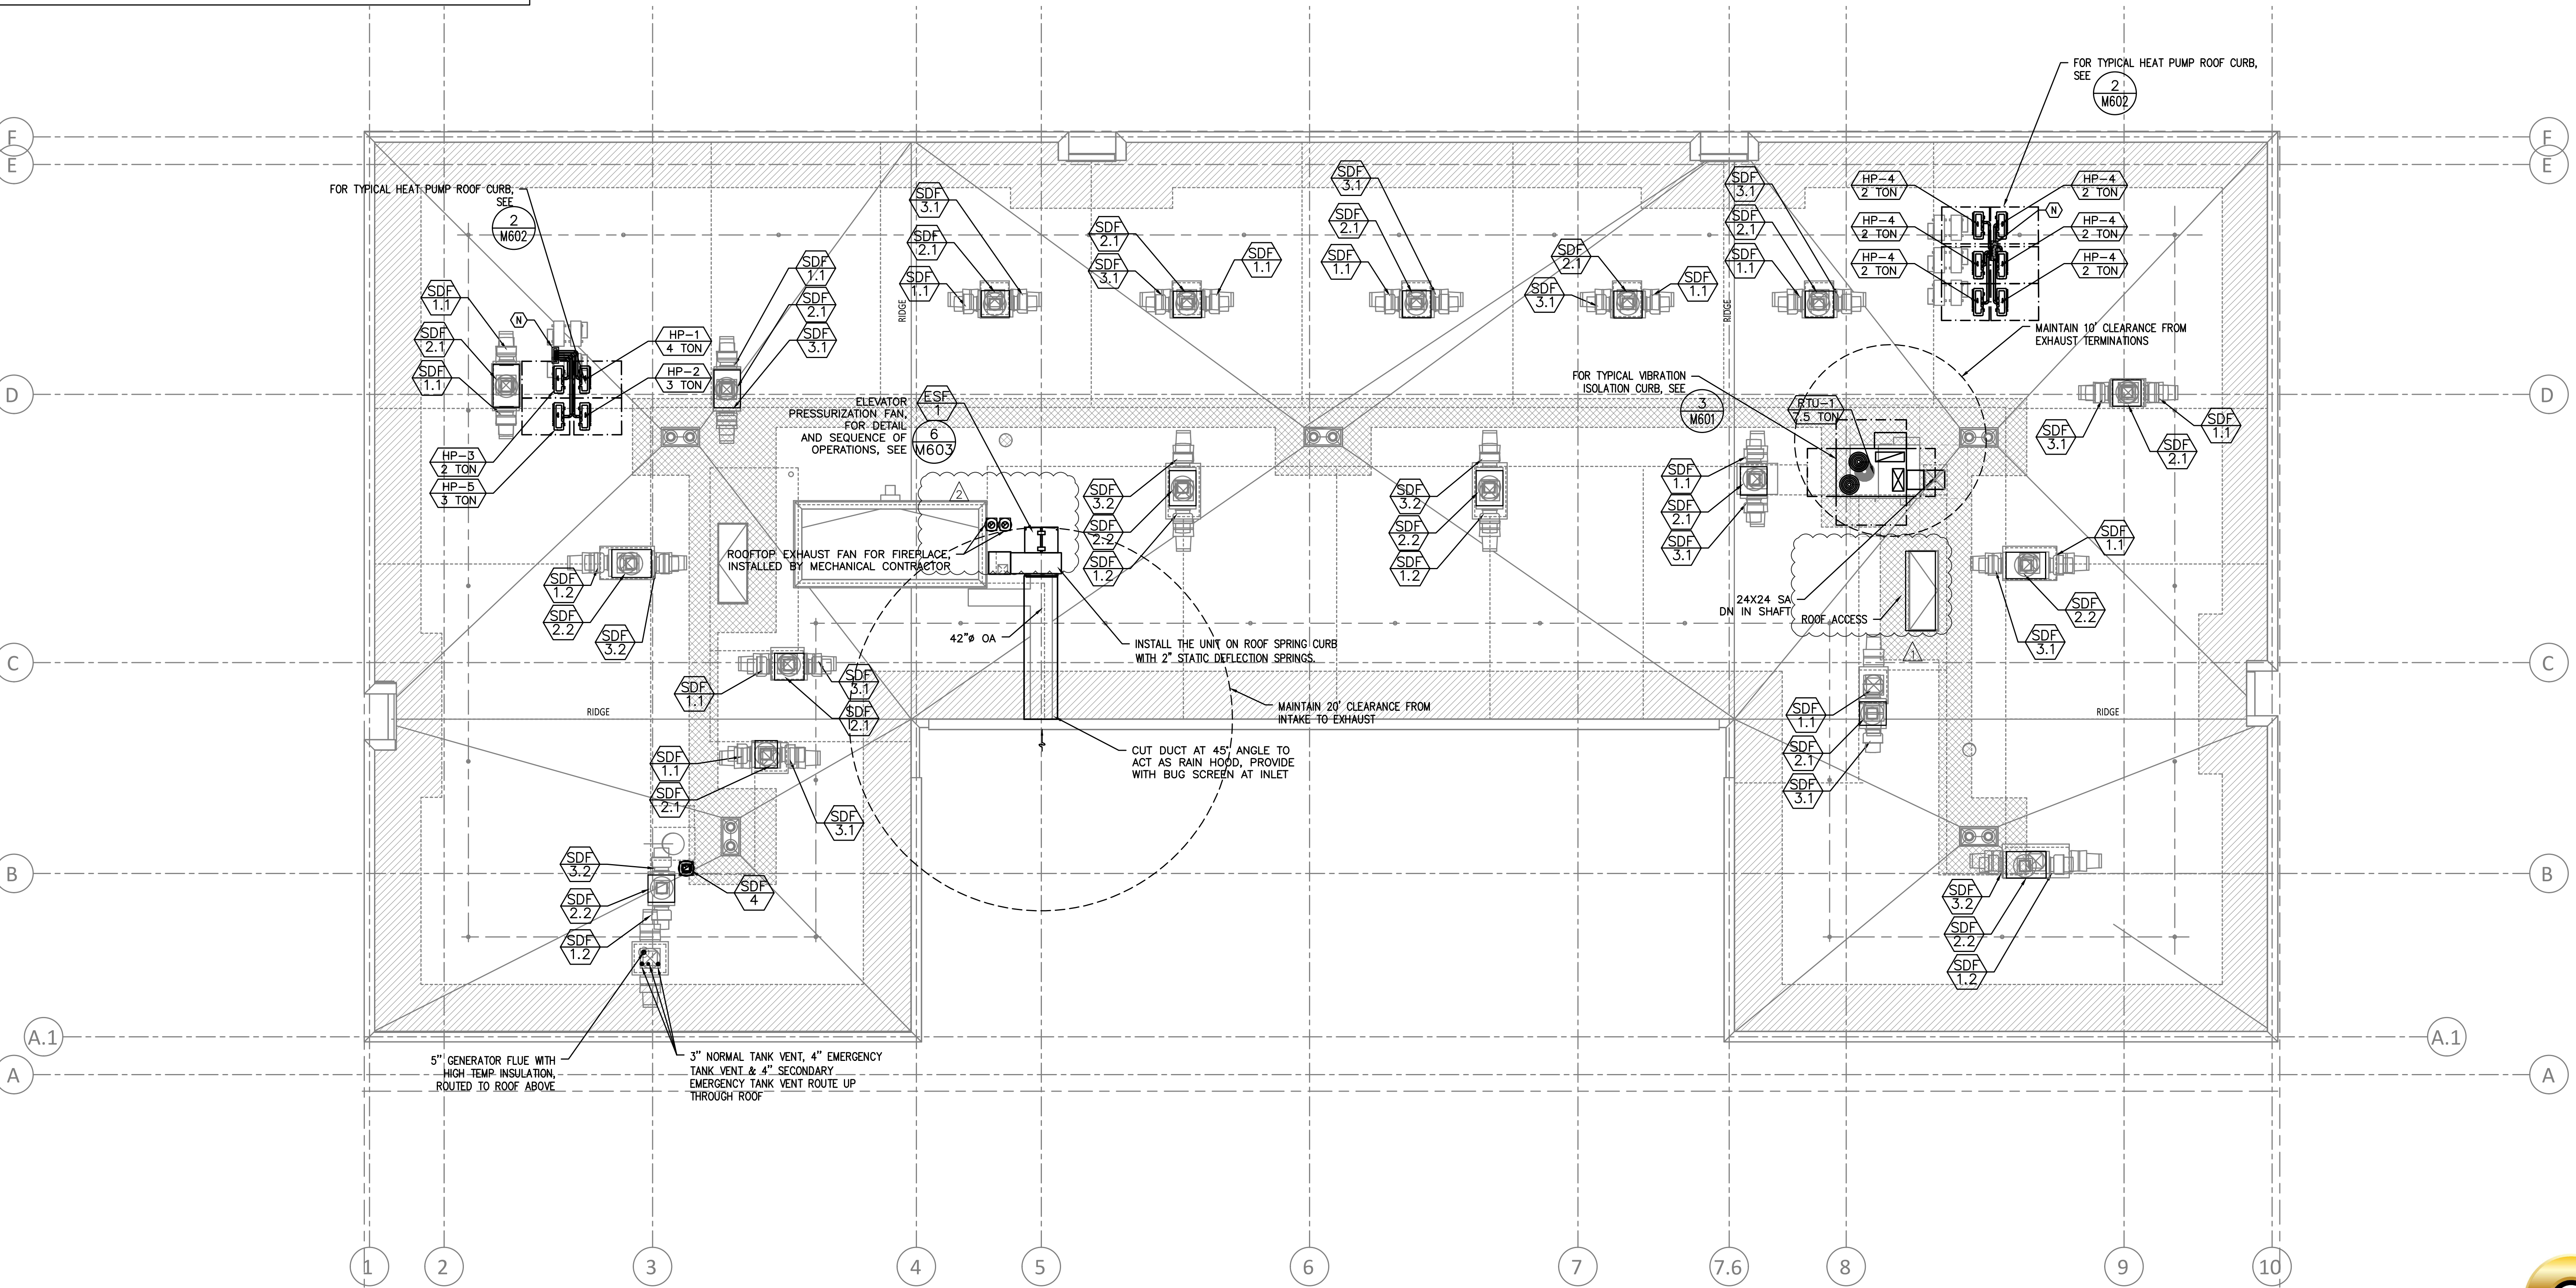 FOR TYPICAL HEAT PUMP ROOF CURB,
SEE
2
M602
F
F
E
E
FOR TYPICAL HEAT PUMP ROOF CURB,
SEE
2
M602
SDF
3.1
SDF
2.1
SDF
1.1
SDF
2.1
SDF
3.1
SDF
1.1
SDF
3.1
SDF
2.1
SDF
1.1
SDF
2.1
SDF
3.1
SDF
1.1
SDF
3.1
SDF
2.1
SDF
1.1
HP-4
2 TON
HP-4
2 TON
HP-4
2 TON
HP-4
2 TON
HP-4
2 TON
HP-4
2 TON
N
RIDGE
RIDGE
SDF
1.1
SDF
2.1
SDF
1.1
N
HP-1
4 TON
HP-2
3 TON
HP-3
2 TON
HP-5
3 TON
SDF
1.1
SDF
2.1
SDF
3.1
MAINTAIN 10' CLEARANCE FROM
EXHAUST TERMINATIONS
D
D
ELEVATOR
PRESSURIZATION FAN,
FOR DETAIL
AND SEQUENCE OF
OPERATIONS, SEE
ESF
1
6
M603
FOR TYPICAL VIBRATION
ISOLATION CURB, SEE
3
M601
RTU-1
7.5 TON
SDF
3.1
SDF
2.1
SDF
1.1
2
SDF
3.2
SDF
2.2
SDF
1.2
SDF
3.2
SDF
2.2
SDF
1.2
SDF
1.1
SDF
2.1
SDF
3.1
ROOFTOP EXHAUST FAN FOR FIREPLACE,
INSTALLED BY MECHANICAL CONTRACTOR
SDF
1.2
SDF
2.2
SDF
3.2
24X24 SA
DN IN SHAFT
ROOF ACCESS
1
SDF
1.1
SDF
2.2
SDF
3.1
42"ø OA
INSTALL THE UNIT ON ROOF SPRING CURB
WITH 2" STATIC DEFLECTION SPRINGS.
C
C
SDF
1.1
SDF
3.1
SDF
2.1
MAINTAIN 20' CLEARANCE FROM
INTAKE TO EXHAUST
RIDGE
RIDGE
SDF
1.1
SDF
2.1
SDF
3.1
CUT DUCT AT 45° ANGLE TO
ACT AS RAIN HOOD, PROVIDE
WITH BUG SCREEN AT INLET
SDF
1.1
SDF
2.1
SDF
3.1
B
B
SDF
3.2
SDF
2.2
SDF
1.2
SDF
4
SDF
3.2
SDF
2.2
SDF
1.2
A.1
A.1
A
A
5" GENERATOR FLUE WITH
HIGH TEMP INSULATION,
ROUTED TO ROOF ABOVE
3" NORMAL TANK VENT, 4" EMERGENCY
TANK VENT & 4" SECONDARY
EMERGENCY TANK VENT ROUTE UP
THROUGH ROOF
1
2
3
4
5
6
7
7.6
8
9
10